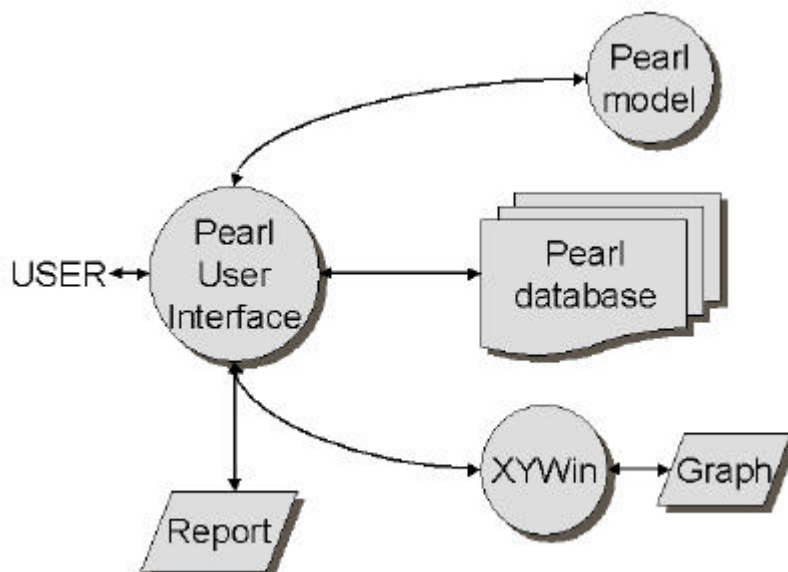 Pearl
model
Pearl
User
Interface
USER
Pearl
database
XYWin
Graph
Report